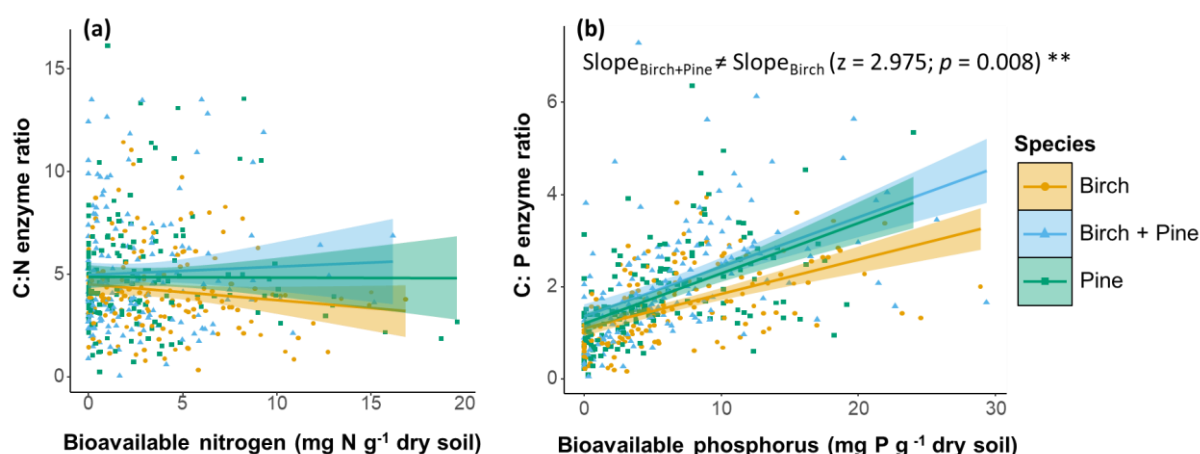 (a)
15
10
5
0
C:N enzyme ratio
0 5 10 15 20
Bioavailable nitrogen (mg N g⁻¹ dry soil)
(b)
Slope_Birch+Pine ≠ Slope_Birch (z = 2.975; p = 0.008) **
6
4
2
0
C: P enzyme ratio
0 10 20 30
Bioavailable phosphorus (mg P g ⁻¹ dry soil)
Species
Birch
Birch + Pine
Pine